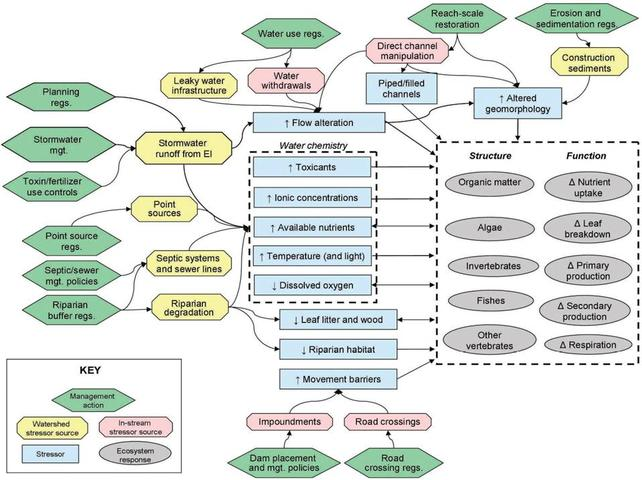 Reach-scale
restoration
Erosion and
sedimentation regs.
Water use regs.
Direct channel
manipulation
Construction
sediments
Leaky water
infrastructure
Water
withdrawals
Piped/filled
channels
Planning
regs.
↑ Altered
geomorphology
↑ Flow alteration
Stormwater
mgt.
Stormwater
runoff from EI
Water chemistry
Structure
Function
↑ Toxicants
Organic matter
Δ Nutrient
uptake
Toxin/fertilizer
use controls
↑ Ionic concentrations
Point
sources
↑ Available nutrients
Algae
Δ Leaf
breakdown
Point source
regs.
↑ Temperature (and light)
Septic systems
and sewer lines
Invertebrates
Δ Primary
production
Septic/sewer
mgt. policies
↓ Dissolved oxygen
Fishes
Δ Secondary
production
Riparian
buffer regs.
Riparian
degradation
↓ Leaf litter and wood
Other
vertebrates
Δ Respiration
↓ Riparian habitat
↑ Movement barriers
KEY
Management
action
Watershed
stressor source
In-stream
stressor source
Stressor
Ecosystem
response
Impoundments
Road crossings
Dam placement
and mgt. policies
Road
crossing regs.